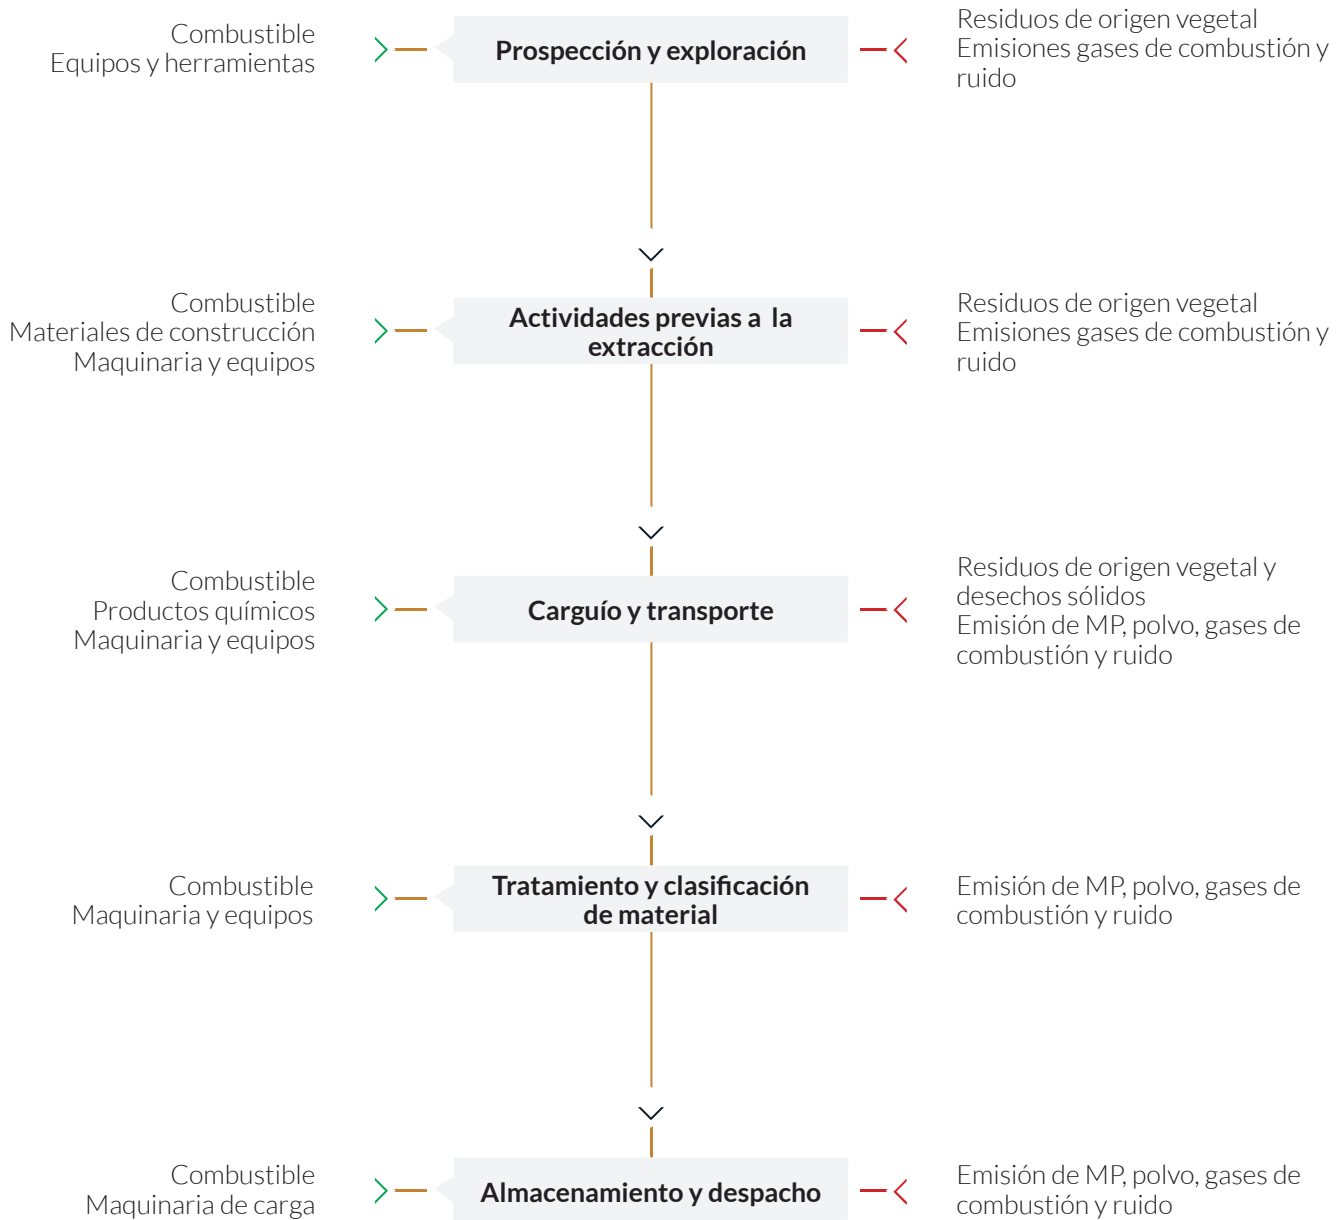 Combustible
Equipos y herramientas
Prospección y exploración
Residuos de origen vegetal
Emisiones gases de combustión y
ruido
Combustible
Materiales de construcción
Maquinaria y equipos
Actividades previas a la
extracción
Residuos de origen vegetal
Emisiones gases de combustión y
ruido
Combustible
Productos químicos
Maquinaria y equipos
Carguío y transporte
Residuos de origen vegetal y
desechos sólidos
Emisión de MP, polvo, gases de
combustión y ruido
Combustible
Maquinaria y equipos
Tratamiento y clasificación
de material
Emisión de MP, polvo, gases de
combustión y ruido
Combustible
Maquinaria de carga
Almacenamiento y despacho
Emisión de MP, polvo, gases de
combustión y ruido